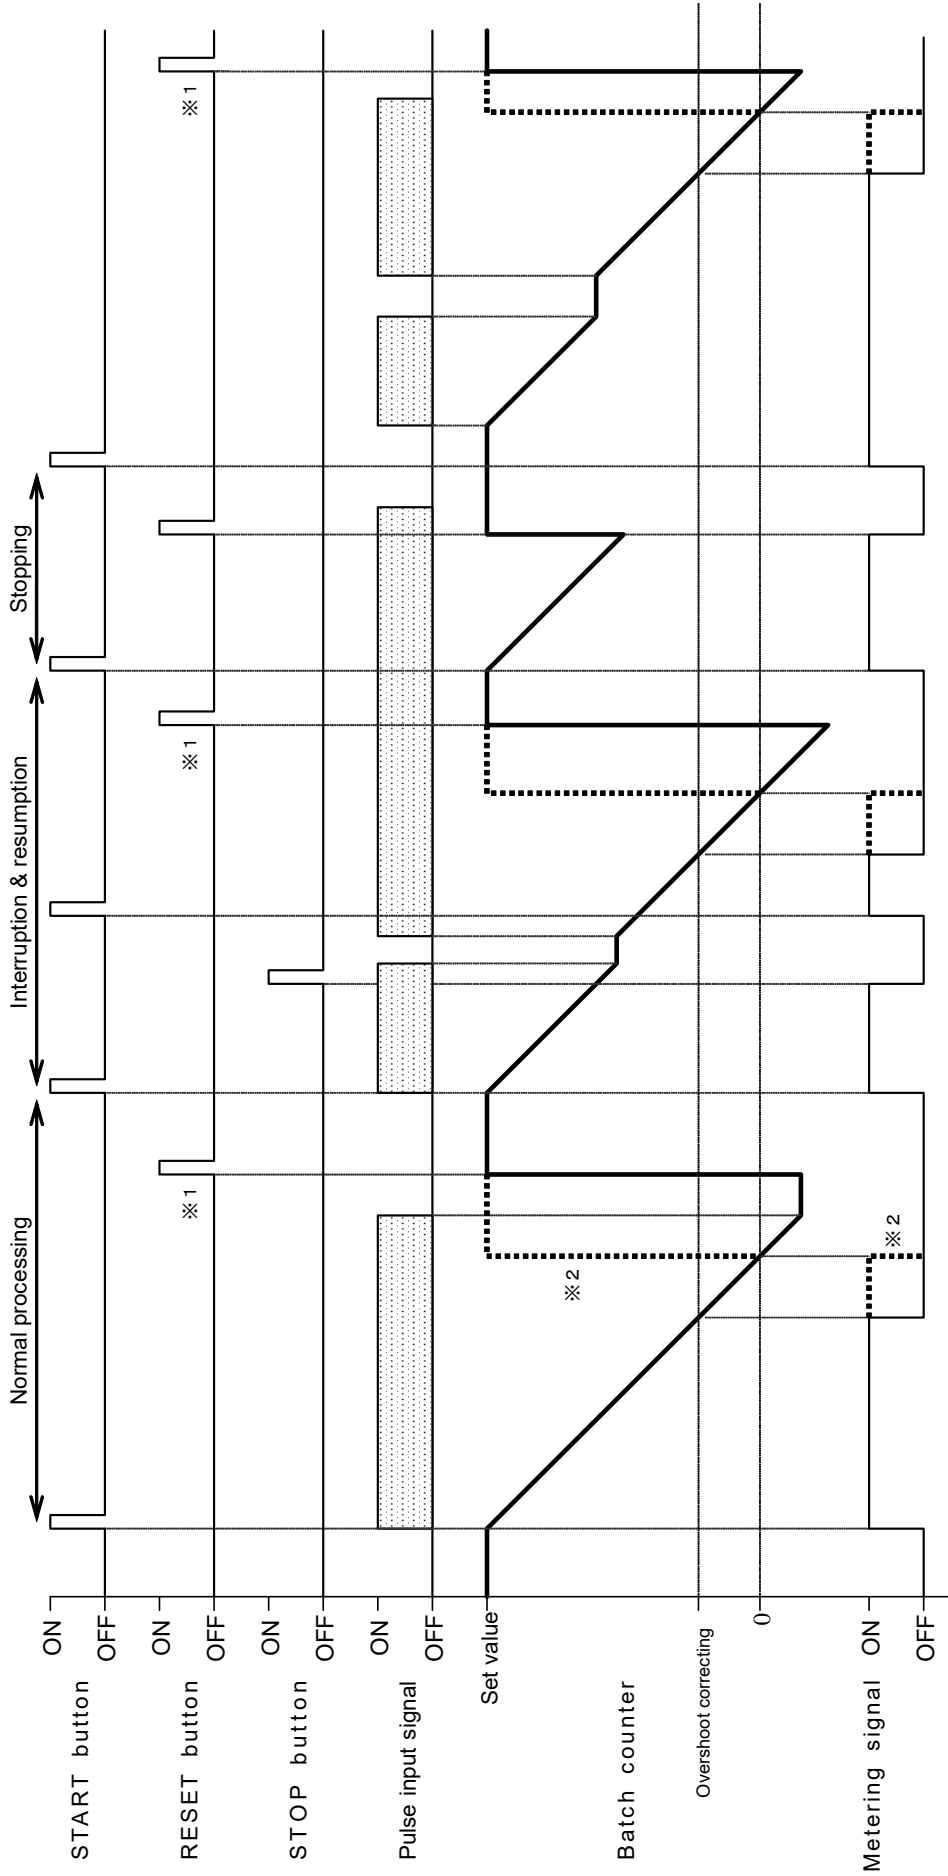 Normal processing
Interruption & resumption
Stopping
START button
ON
OFF
RESET button
ON
OFF
※1
※1
※1
STOP button
ON
OFF
Pulse input signal
ON
OFF
Set value
Batch counter
※2
Overshoot correcting
0
Metering signal
ON
OFF
※2